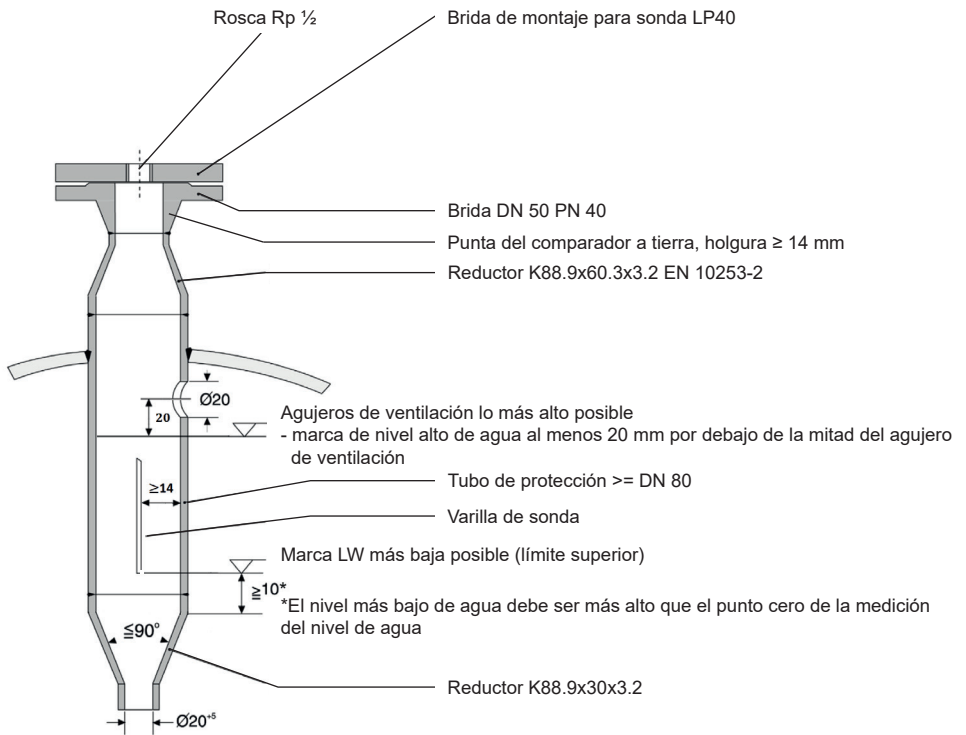 Rosca Rp ½
Brida de montaje para sonda LP40
Brida DN 50 PN 40
Punta del comparador a tierra, holgura ≥ 14 mm
Reductor K88.9x60.3x3.2 EN 10253-2
Ø20
20
Agujeros de ventilación lo más alto posible
- marca de nivel alto de agua al menos 20 mm por debajo de la mitad del agujero
de ventilación
≥14
Tubo de protección >= DN 80
Varilla de sonda
Marca LW más baja posible (límite superior)
≧10*
*El nivel más bajo de agua debe ser más alto que el punto cero de la medición
del nivel de agua
≦90°
Reductor K88.9x30x3.2
Ø20⁺⁵